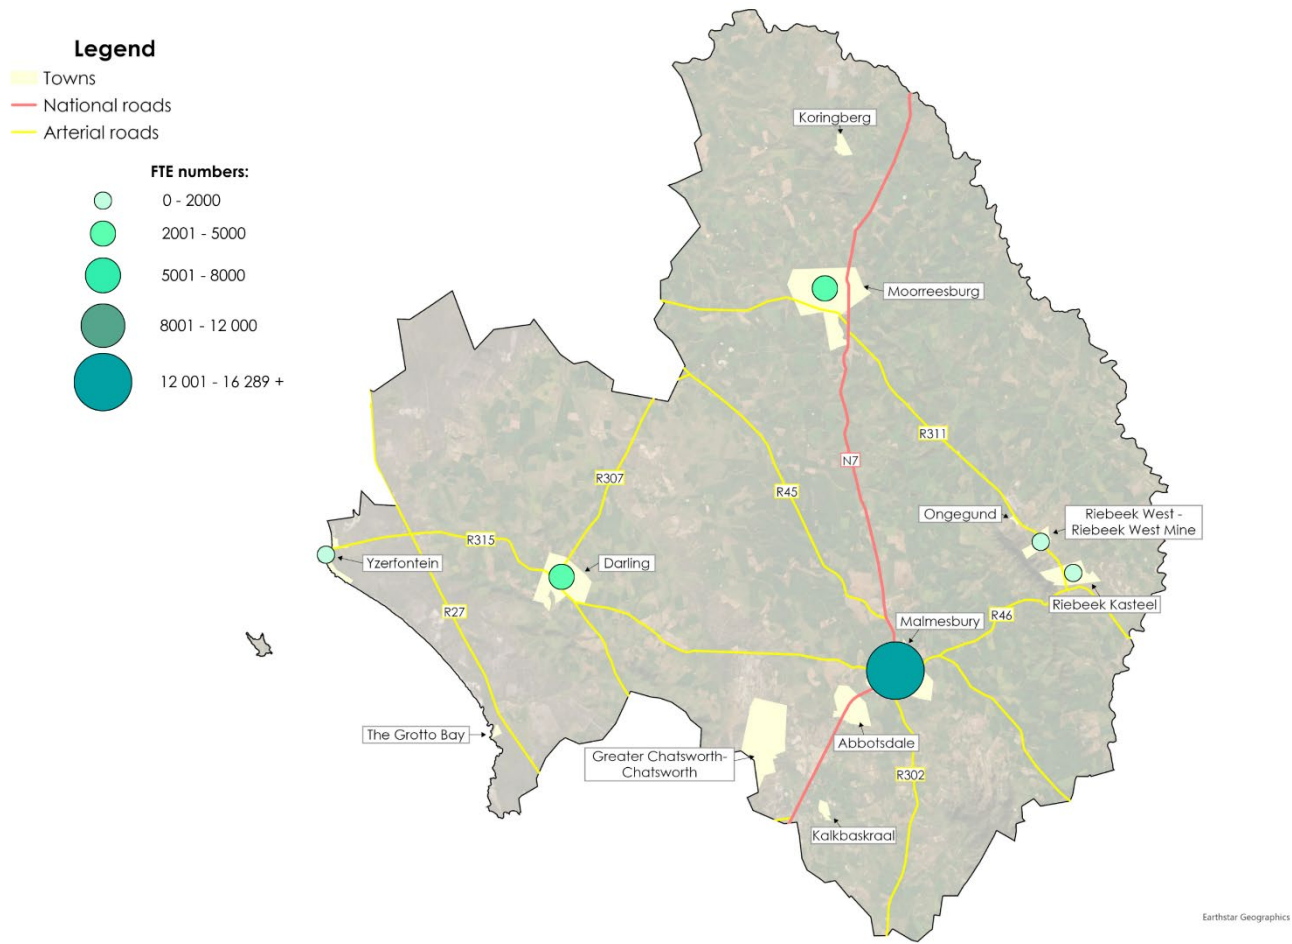 Legend
Towns
National roads
Arterial roads
FTE numbers:
0 - 2000
2001 - 5000
5001 - 8000
8001 - 12 000
12 001 - 16 289 +
Koringberg
Moorreesburg
R311
N7
R307
R45
Ongegund
Riebeek West -
Riebeek West Mine
R315
Yzerfontein
Darling
Riebeek Kasteel
R27
R46
Malmesbury
The Grotto Bay
Abbotsdale
Greater Chatsworth-
Chatsworth
R302
Kalkbaskraal
Earthstar Geographics